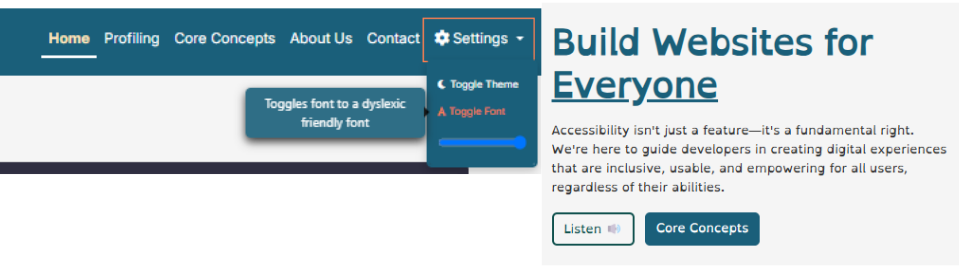 Home Profiling Core Concepts About Us Contact Settings
Toggle Theme
Toggles font to a dyslexic
friendly font
Toggle Font
Build Websites for
Everyone
Accessibility isn't just a feature—it's a fundamental right.
We're here to guide developers in creating digital experiences
that are inclusive, usable, and empowering for all users,
regardless of their abilities.
Listen
Core Concepts